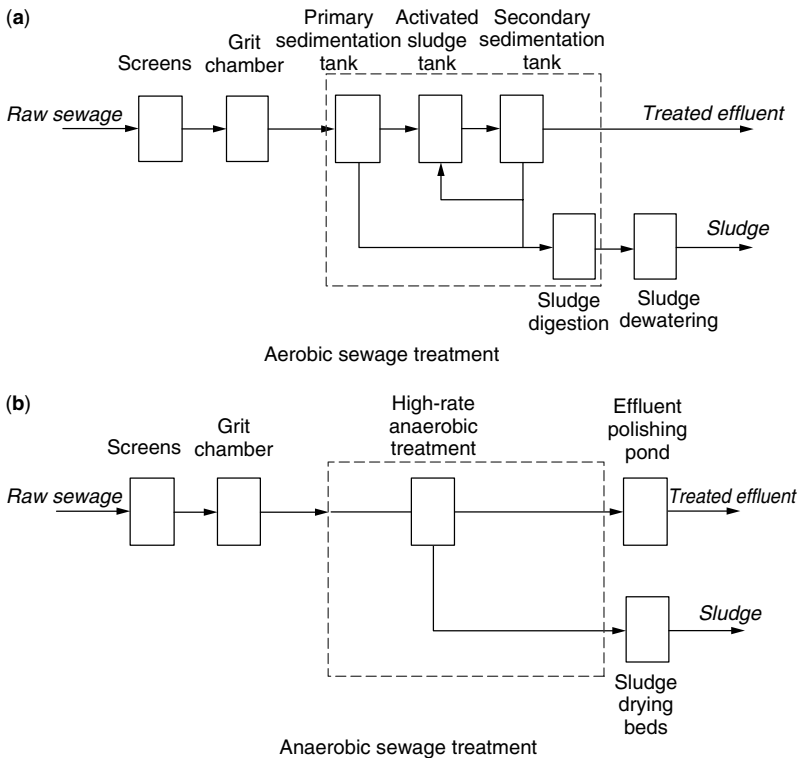 (a)
Primary
sedimentation
tank
Activated
sludge
tank
Secondary
sedimentation
tank
Screens
Grit
chamber
Raw sewage
Treated effluent
Sludge
Sludge
digestion
Sludge
dewatering
Aerobic sewage treatment
(b)
High-rate
anaerobic
treatment
Effluent
polishing
pond
Screens
Grit
chamber
Raw sewage
Treated effluent
Sludge
Sludge
drying
beds
Anaerobic sewage treatment